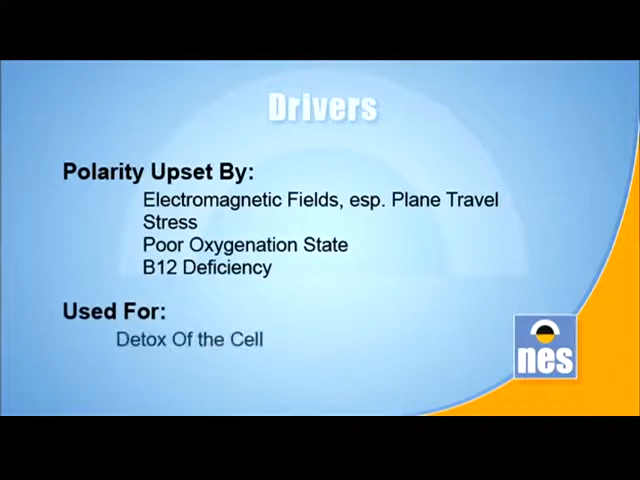 Drivers
Polarity Upset By:
Electromagnetic Fields, esp. Plane Travel
Stress
Poor Oxygenation State
B12 Deficiency
Used For:
Detox Of the Cell
nes